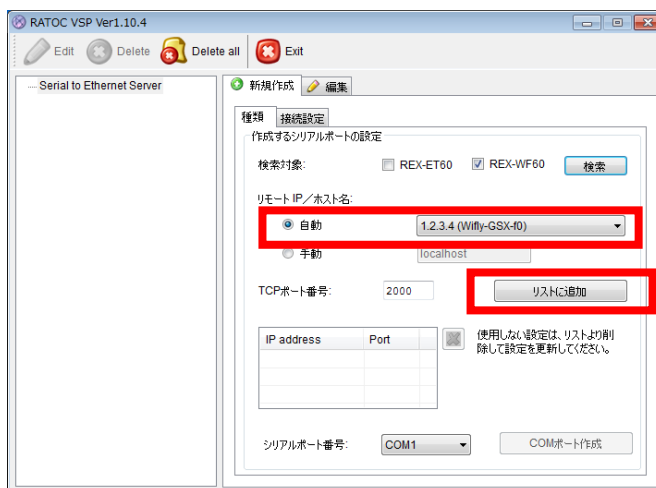 RATOC VSP Ver1.10.4
Edit Delete Delete all Exit
Serial to Ethernet Server
新規作成 編集
種類 接続設定
作成するシリアルポートの設定
検索対象: REX-ET60 REX-WF60 検索
リモート IP／ホスト名:
自動 1.2.3.4 (Wifly-GSX-f0)
手動 localhost
TCPポート番号: 2000 リストに追加
IP address Port
使用しない設定は、リストより削
除して設定を更新してください。
シリアルポート番号: COM1 COMポート作成